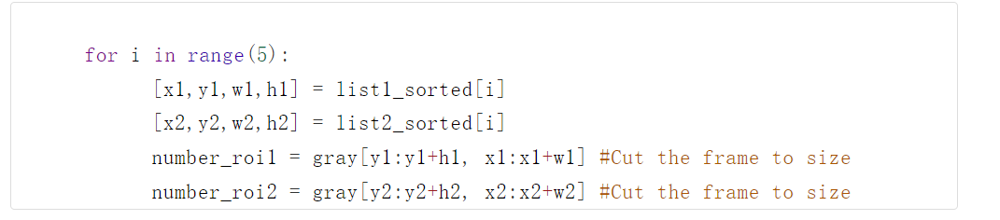 for i in range(5):
[x1, y1, w1, h1] = list1_sorted[i]
[x2, y2, w2, h2] = list2_sorted[i]
number_roi1 = gray[y1:y1+h1, x1:x1+w1] #Cut the frame to size
number_roi2 = gray[y2:y2+h2, x2:x2+w2] #Cut the frame to size